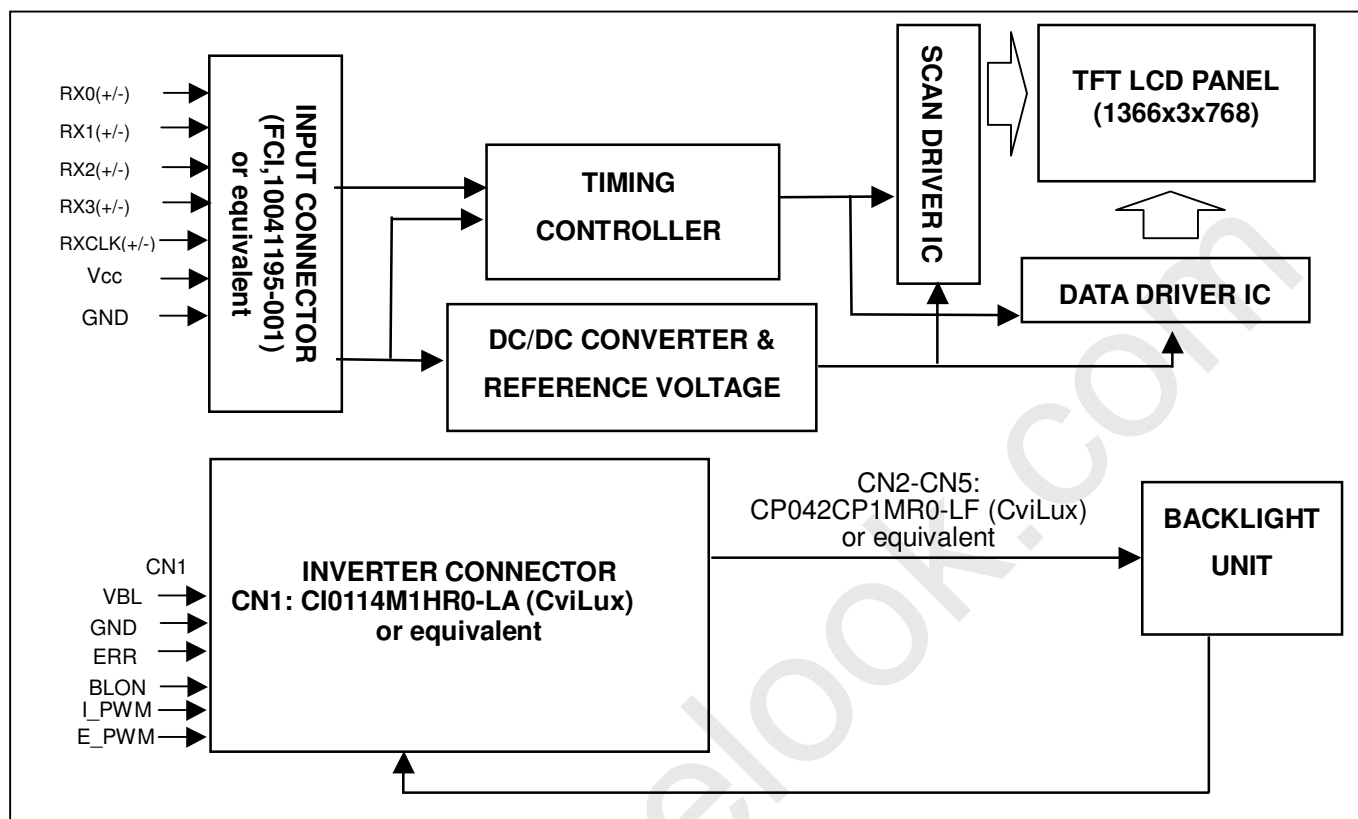 RX0(+/-)
RX1(+/-)
RX2(+/-)
RX3(+/-)
RXCLK(+/-)
Vcc
GND
INPUT CONNECTOR
(FCI,10041195-001)
or equivalent
TIMING
CONTROLLER
DC/DC CONVERTER &
REFERENCE VOLTAGE
SCAN DRIVER IC
TFT LCD PANEL
(1366x3x768)
DATA DRIVER IC
CN1
VBL
GND
ERR
BLON
I_PWM
E_PWM
INVERTER CONNECTOR
CN1: CI0114M1HR0-LA (CviLux)
or equivalent
CN2-CN5:
CP042CP1MR0-LF (CviLux)
or equivalent
BACKLIGHT
UNIT
elook.com